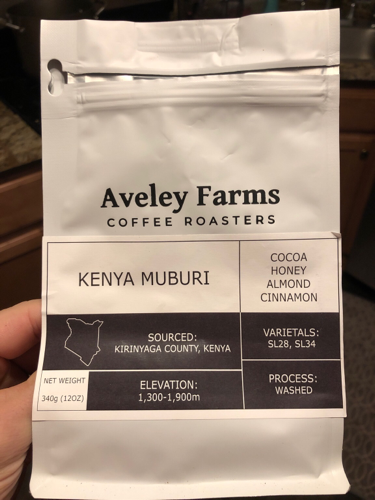 Aveley Farms
COFFEE ROASTERS
KENYA MUBURI
COCOA
HONEY
ALMOND
CINNAMON
SOURCED:
KIRINYAGA COUNTY, KENYA
VARIETALS:
SL28, SL34
NET WEIGHT
340g (12OZ)
ELEVATION:
1,300-1,900m
PROCESS:
WASHED